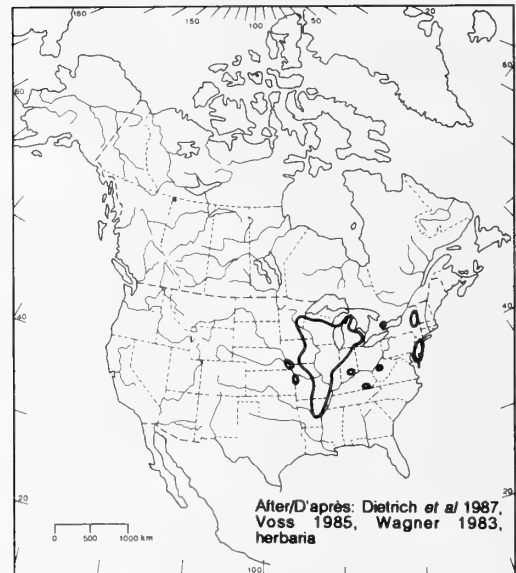 180 150 100 50 20
60 60
40 40
20 20
After/D'après: Dietrich et al 1987,
Voss 1985, Wagner 1983,
herbaria
0 500 1000 km
100